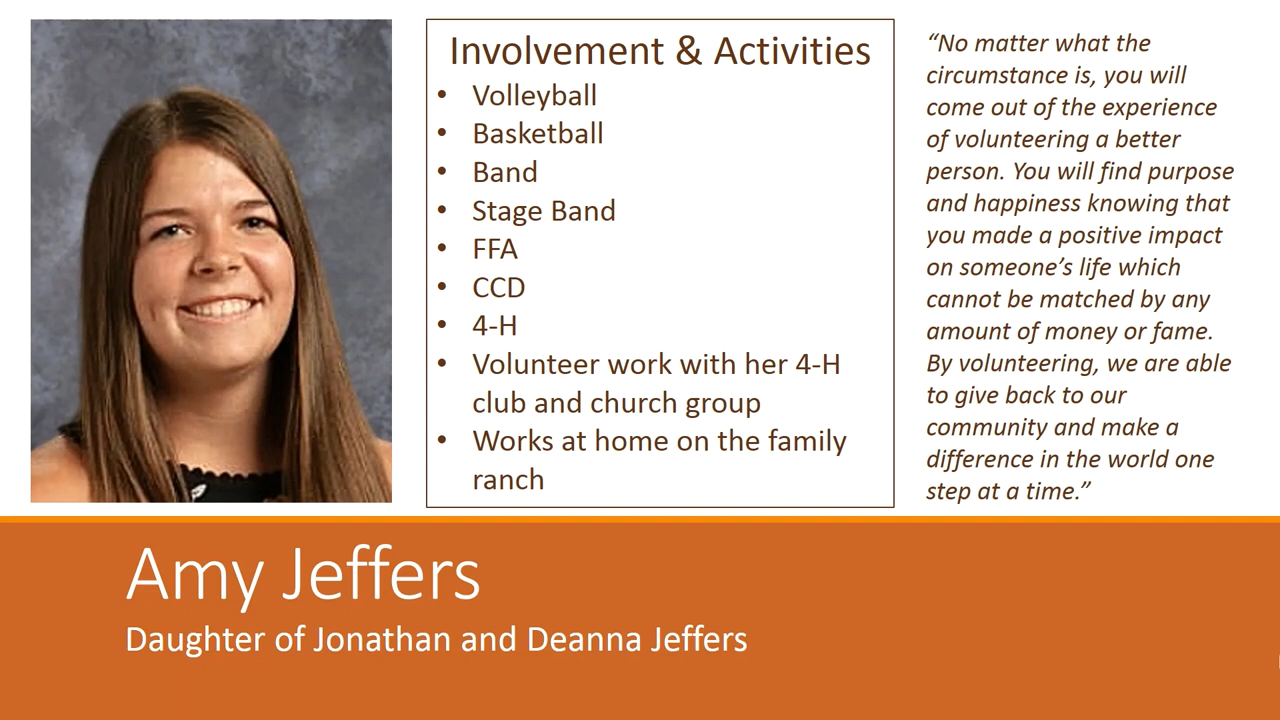 Involvement & Activities
• Volleyball
• Basketball
• Band
• Stage Band
• FFA
• CCD
• 4-H
• Volunteer work with her 4-H
club and church group
• Works at home on the family
ranch
“No matter what the
circumstance is, you will
come out of the experience
of volunteering a better
person. You will find purpose
and happiness knowing that
you made a positive impact
on someone’s life which
cannot be matched by any
amount of money or fame.
By volunteering, we are able
to give back to our
community and make a
difference in the world one
step at a time.”
Amy Jeffers
Daughter of Jonathan and Deanna Jeffers